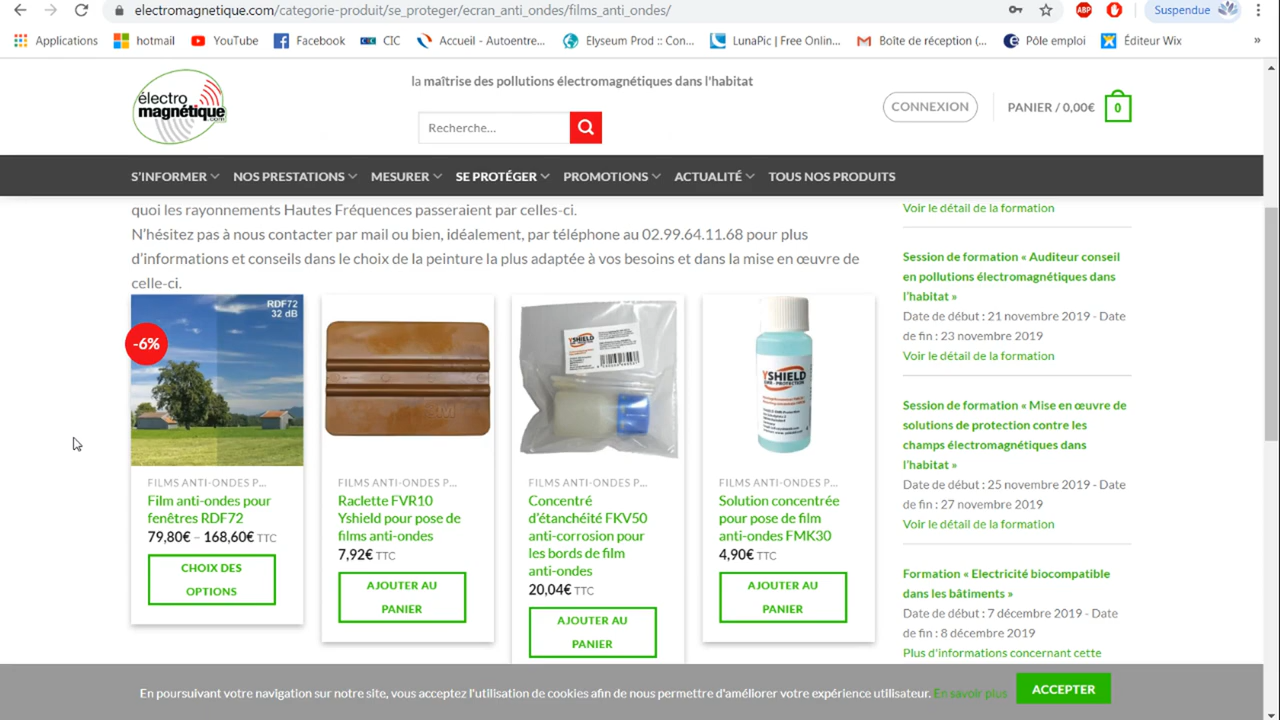 electromagnetique.com/categorie-produit/se_proteger/ecran_anti_ondes/films_anti_ondes/
ABP
Suspendue
Applications
hotmail
YouTube
Facebook
CIC
Accueil - Autoentre...
Elyseum Prod :: Con...
LunaPic | Free Onlin...
Boîte de réception (...
Pôle emploi
Éditeur Wix
»
électro
magnétique.com
la maîtrise des pollutions électromagnétiques dans l'habitat
Recherche...
CONNEXION
PANIER / 0,00€
0
S'INFORMER
NOS PRESTATIONS
MESURER
SE PROTÉGER
PROMOTIONS
ACTUALITÉ
TOUS NOS PRODUITS
quoi les rayonnements Hautes Fréquences passeraient par celles-ci.
N'hésitez pas à nous contacter par mail ou bien, idéalement, par téléphone au 02.99.64.11.68 pour plus
d'informations et conseils dans le choix de la peinture la plus adaptée à vos besoins et dans la mise en œuvre de
celle-ci.
RDF72
32 dB
-6%
FILMS ANTI-ONDES P...
Film anti-ondes pour
fenêtres RDF72
79,80€ – 168,60€ TTC
CHOIX DES
OPTIONS
3M
FILMS ANTI-ONDES P...
Raclette FVR10
Yshield pour pose de
films anti-ondes
7,92€ TTC
AJOUTER AU
PANIER
YSHIELD
FILMS ANTI-ONDES P...
Concentré
d'étanchéité FKV50
anti-corrosion pour
les bords de film
anti-ondes
20,04€ TTC
AJOUTER AU
PANIER
YSHIELD
FILMS ANTI-ONDES P...
Solution concentrée
pour pose de film
anti-ondes FMK30
4,90€ TTC
AJOUTER AU
PANIER
Voir le détail de la formation
Session de formation « Auditeur conseil
en pollutions électromagnétiques dans
l'habitat »
Date de début : 21 novembre 2019 - Date
de fin : 23 novembre 2019
Voir le détail de la formation
Session de formation « Mise en œuvre de
solutions de protection contre les
champs électromagnétiques dans
l'habitat »
Date de début : 25 novembre 2019 - Date
de fin : 27 novembre 2019
Voir le détail de la formation
Formation « Electricité biocompatible
dans les bâtiments »
Date de début : 7 décembre 2019 - Date
de fin : 8 décembre 2019
Plus d'informations concernant cette
En poursuivant votre navigation sur notre site, vous acceptez l'utilisation de cookies afin de nous permettre d'améliorer votre expérience utilisateur. En savoir plus
ACCEPTER